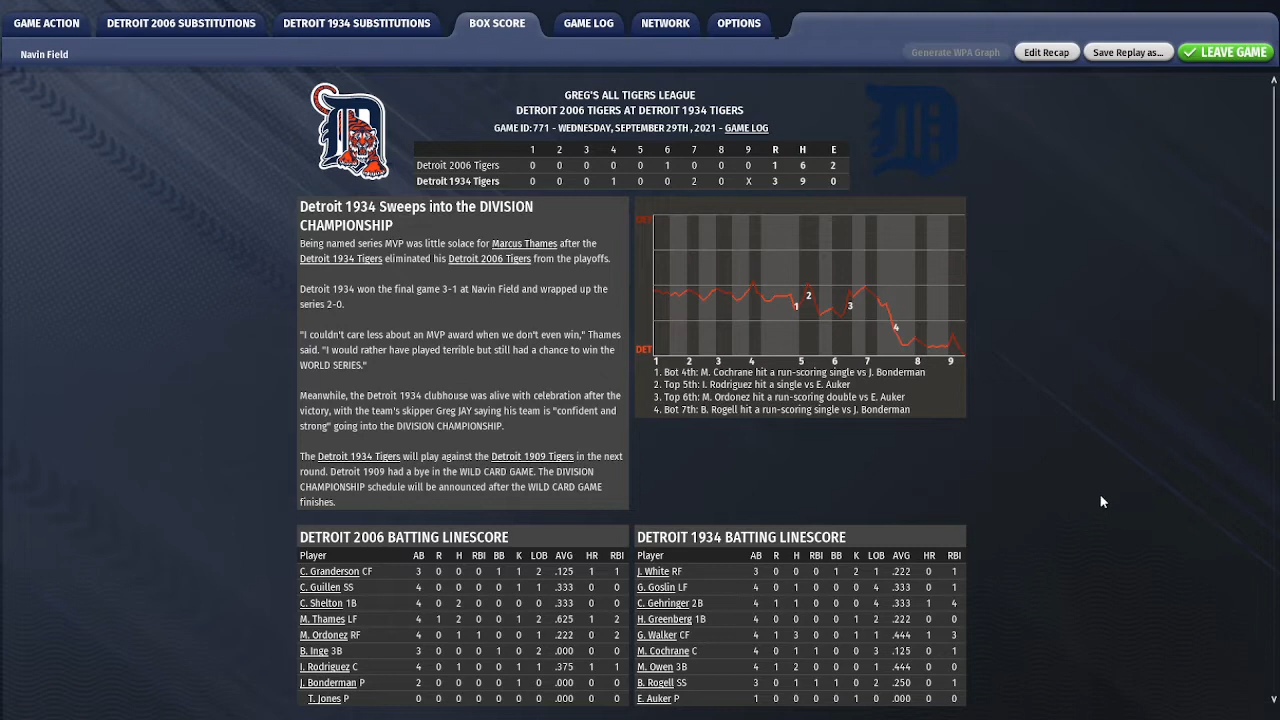 GAME ACTION
DETROIT 2006 SUBSTITUTIONS
DETROIT 1934 SUBSTITUTIONS
BOX SCORE
GAME LOG
NETWORK
OPTIONS
Navin Field
Generate WPA Graph
Edit Recap
Save Replay as...
LEAVE GAME
GREG'S ALL TIGERS LEAGUE
DETROIT 2006 TIGERS AT DETROIT 1934 TIGERS
GAME ID: 771 - WEDNESDAY, SEPTEMBER 29TH, 2021 - GAME LOG
1 2 3 4 5 6 7 8 9 R H E
Detroit 2006 Tigers 0 0 0 0 0 1 0 0 0 1 6 2
Detroit 1934 Tigers 0 0 0 1 0 0 2 0 X 3 9 0
Detroit 1934 Sweeps into the DIVISION
CHAMPIONSHIP
Being named series MVP was little solace for Marcus Thames after the
Detroit 1934 Tigers eliminated his Detroit 2006 Tigers from the playoffs.
Detroit 1934 won the final game 3-1 at Navin Field and wrapped up the
series 2-0.
"I couldn't care less about an MVP award when we don't even win," Thames
said. "I would rather have played terrible but still had a chance to win the
WORLD SERIES."
Meanwhile, the Detroit 1934 clubhouse was alive with celebration after the
victory, with the team's skipper Greg JAY saying his team is "confident and
strong" going into the DIVISION CHAMPIONSHIP.
The Detroit 1934 Tigers will play against the Detroit 1909 Tigers in the next
round. Detroit 1909 had a bye in the WILD CARD GAME. The DIVISION
CHAMPIONSHIP schedule will be announced after the WILD CARD GAME
finishes.
DET
1 2 3 4
DET
1 2 3 4 5 6 7 8 9
1. Bot 4th: M. Cochrane hit a run-scoring single vs J. Bonderman
2. Top 5th: I. Rodriguez hit a single vs E. Auker
3. Top 6th: M. Ordonez hit a run-scoring double vs E. Auker
4. Bot 7th: B. Rogell hit a run-scoring single vs J. Bonderman
DETROIT 2006 BATTING LINESCORE
Player AB R H RBI BB K LOB AVG HR RBI
C. Granderson CF 3 0 0 0 1 1 2 .125 1 1
C. Guillen SS 4 0 0 0 0 1 1 .333 0 0
C. Shelton 1B 4 0 2 0 0 0 0 .333 0 0
M. Thames LF 4 1 2 0 0 1 2 .625 1 2
M. Ordonez RF 4 0 1 1 0 0 1 .222 0 2
B. Inge 3B 3 0 0 0 1 0 2 .000 0 0
I. Rodriguez C 4 0 1 0 0 1 1 .375 1 1
J. Bonderman P 2 0 0 0 0 1 0 .000 0 0
T. Jones P 0 0 0 0 0 0 0 .000 0 0
DETROIT 1934 BATTING LINESCORE
Player AB R H RBI BB K LOB AVG HR RBI
J. White RF 3 0 0 0 1 2 1 .222 0 1
G. Goslin LF 4 0 1 0 0 0 4 .333 0 1
C. Gehringer 2B 4 1 1 0 0 0 4 .333 1 4
H. Greenberg 1B 4 0 0 0 0 1 2 .222 0 0
G. Walker CF 4 1 3 0 0 1 1 .444 1 3
M. Cochrane C 4 0 1 1 0 0 3 .125 0 1
M. Owen 3B 4 1 2 0 0 1 0 .444 0 0
B. Rogell SS 3 0 1 1 1 0 2 .250 0 1
E. Auker P 1 0 0 0 0 1 0 .000 0 0